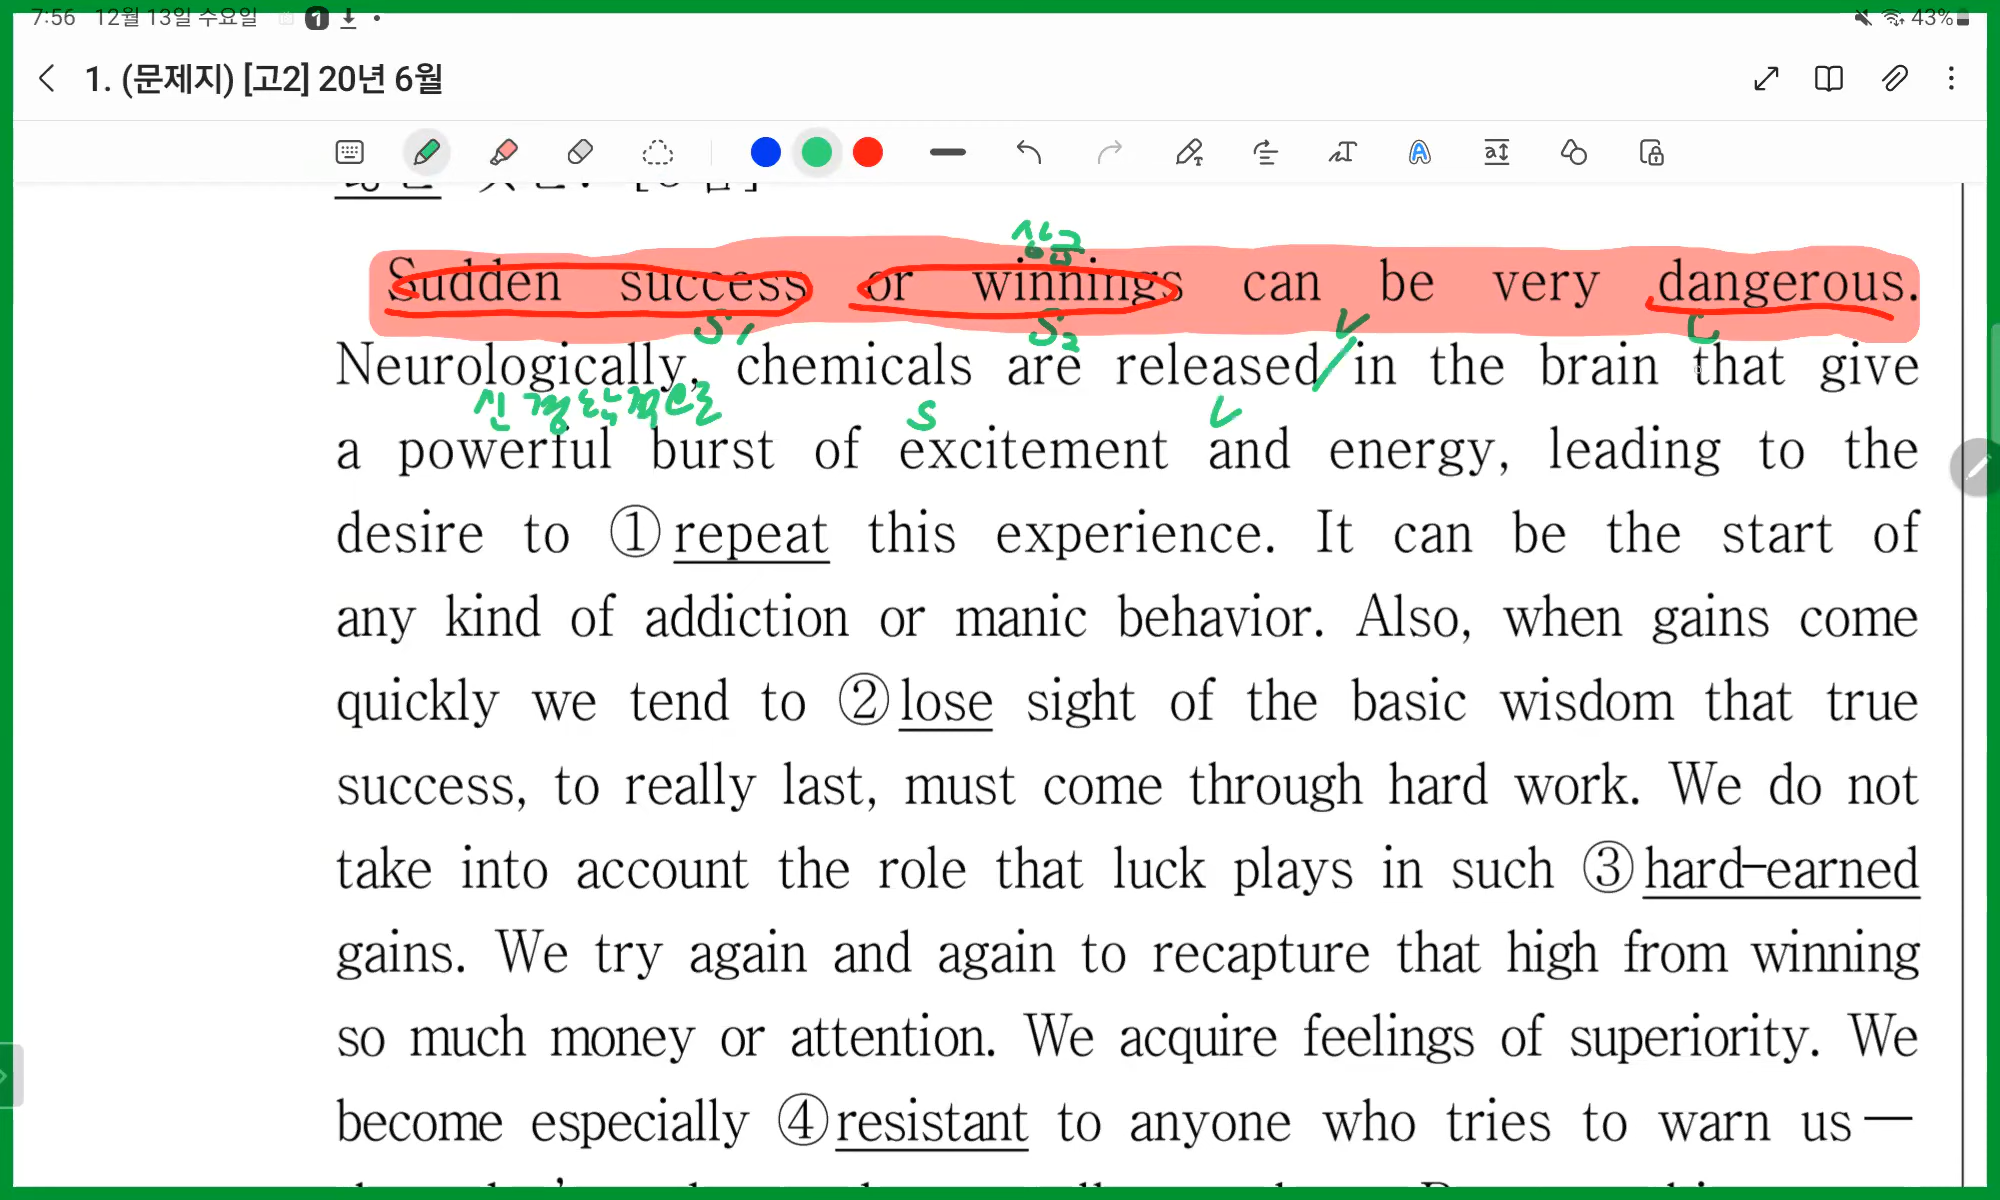 7:56 12월 13일 수요일 1 43%
1. (문제지) [고2] 20년 6월
상금
Sudden success or winnings can be very dangerous.
S1 S2 V C
Neurologically, chemicals are released in the brain that give
신경학적으로 S V
a powerful burst of excitement and energy, leading to the
desire to ① repeat this experience. It can be the start of
any kind of addiction or manic behavior. Also, when gains come
quickly we tend to ② lose sight of the basic wisdom that true
success, to really last, must come through hard work. We do not
take into account the role that luck plays in such ③ hard-earned
gains. We try again and again to recapture that high from winning
so much money or attention. We acquire feelings of superiority. We
become especially ④ resistant to anyone who tries to warn us—